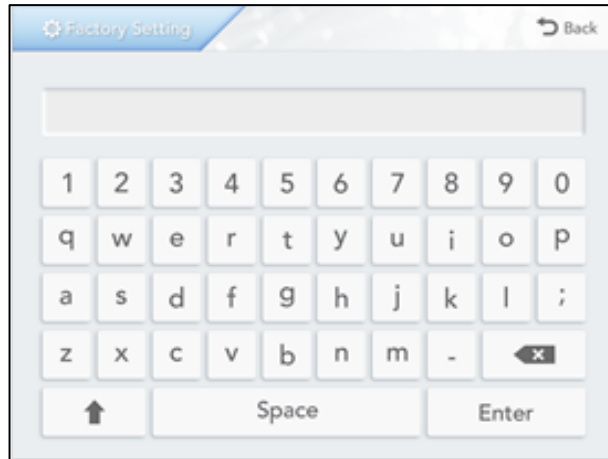 Factory Setting
Back
1 2 3 4 5 6 7 8 9 0
q w e r t y u i o p
a s d f g h j k l ;
z x c v b n m -
Space Enter